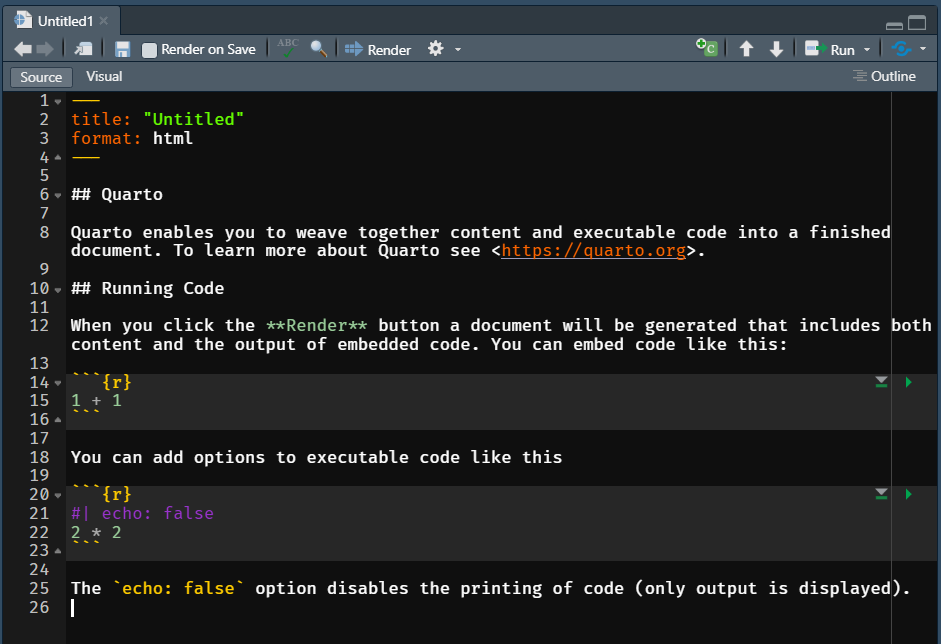 Untitled1
Render on Save
ABC
Render
C
Run
Source
Visual
Outline
1 ---
2 title: "Untitled"
3 format: html
4 ---
5
6 ## Quarto
7
8 Quarto enables you to weave together content and executable code into a finished
document. To learn more about Quarto see <https://quarto.org>.
9
10 ## Running Code
11
12 When you click the **Render** button a document will be generated that includes both
content and the output of embedded code. You can embed code like this:
13
14 ```{r}
15 1 + 1
16 ```
17
18 You can add options to executable code like this
19
20 ```{r}
21 #| echo: false
22 2 * 2
23 ```
24
25 The `echo: false` option disables the printing of code (only output is displayed).
26